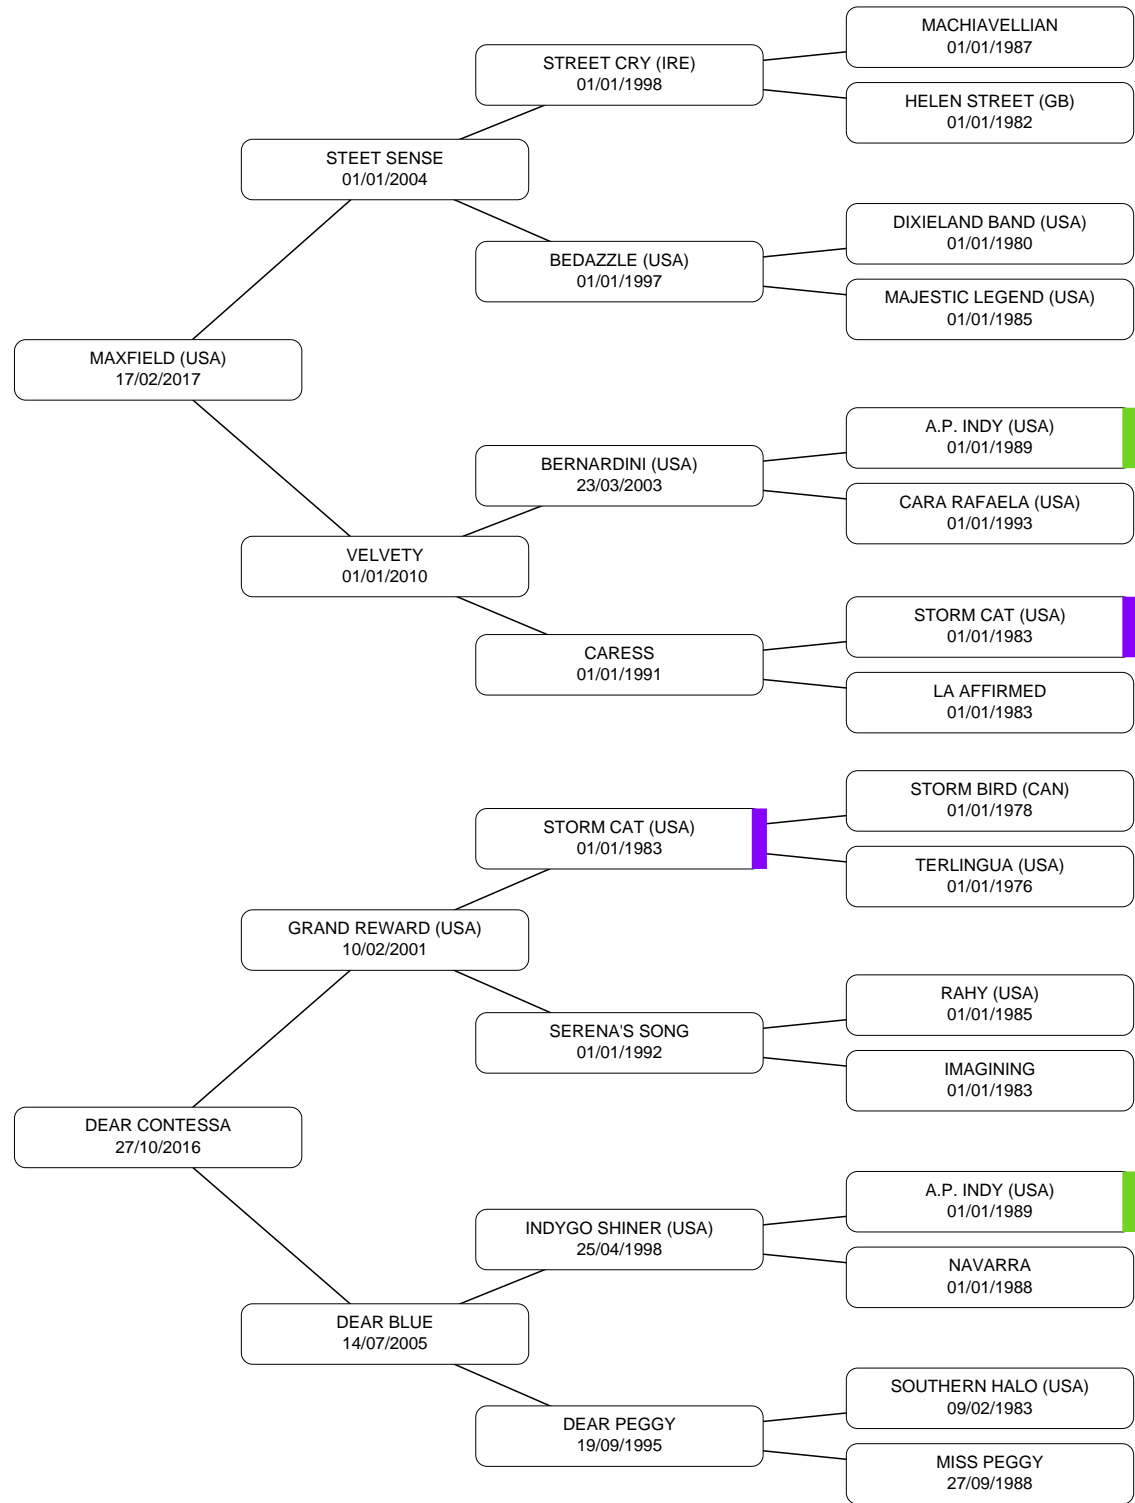 MACHIAVELLIAN
01/01/1987
STREET CRY (IRE)
01/01/1998
HELEN STREET (GB)
01/01/1982
STEET SENSE
01/01/2004
DIXIELAND BAND (USA)
01/01/1980
BEDAZZLE (USA)
01/01/1997
MAJESTIC LEGEND (USA)
01/01/1985
MAXFIELD (USA)
17/02/2017
A.P. INDY (USA)
01/01/1989
BERNARDINI (USA)
23/03/2003
CARA RAFAELA (USA)
01/01/1993
VELVETY
01/01/2010
STORM CAT (USA)
01/01/1983
CARESS
01/01/1991
LA AFFIRMED
01/01/1983
STORM BIRD (CAN)
01/01/1978
STORM CAT (USA)
01/01/1983
TERLINGUA (USA)
01/01/1976
GRAND REWARD (USA)
10/02/2001
RAHY (USA)
01/01/1985
SERENA'S SONG
01/01/1992
IMAGINING
01/01/1983
DEAR CONTESSA
27/10/2016
A.P. INDY (USA)
01/01/1989
INDYGO SHINER (USA)
25/04/1998
NAVARRA
01/01/1988
DEAR BLUE
14/07/2005
SOUTHERN HALO (USA)
09/02/1983
DEAR PEGGY
19/09/1995
MISS PEGGY
27/09/1988